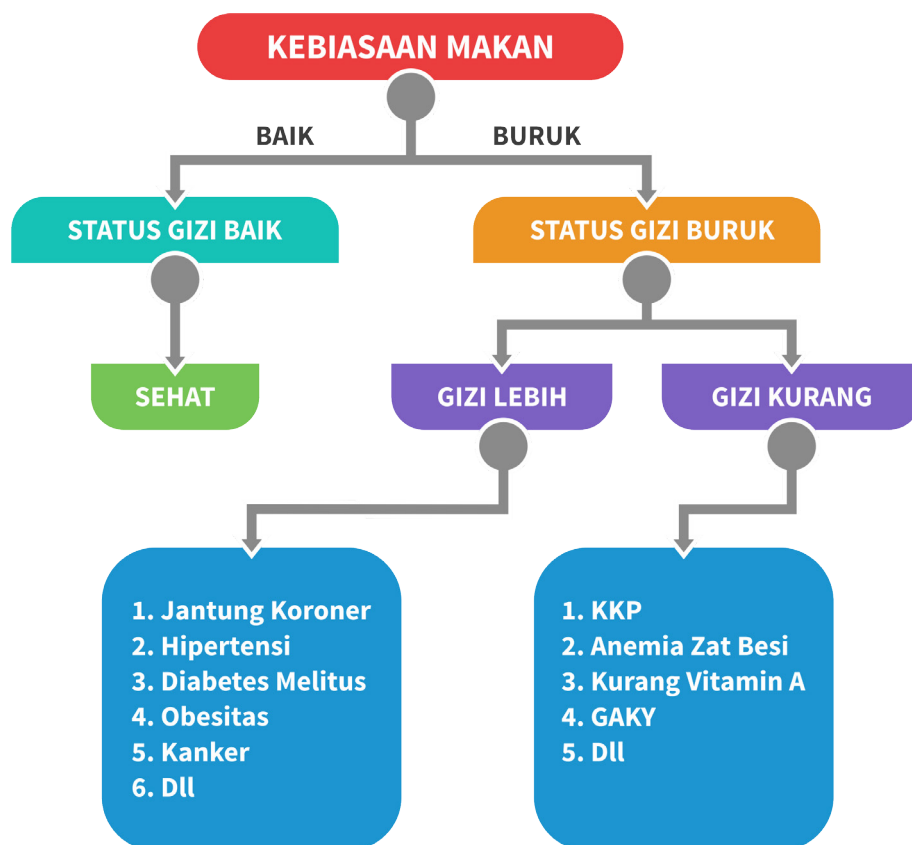 KEBIASAAN MAKAN
BAIK
BURUK
STATUS GIZI BAIK
STATUS GIZI BURUK
SEHAT
GIZI LEBIH
GIZI KURANG
1. Jantung Koroner
2. Hipertensi
3. Diabetes Melitus
4. Obesitas
5. Kanker
6. Dll
1. KKP
2. Anemia Zat Besi
3. Kurang Vitamin A
4. GAKY
5. Dll